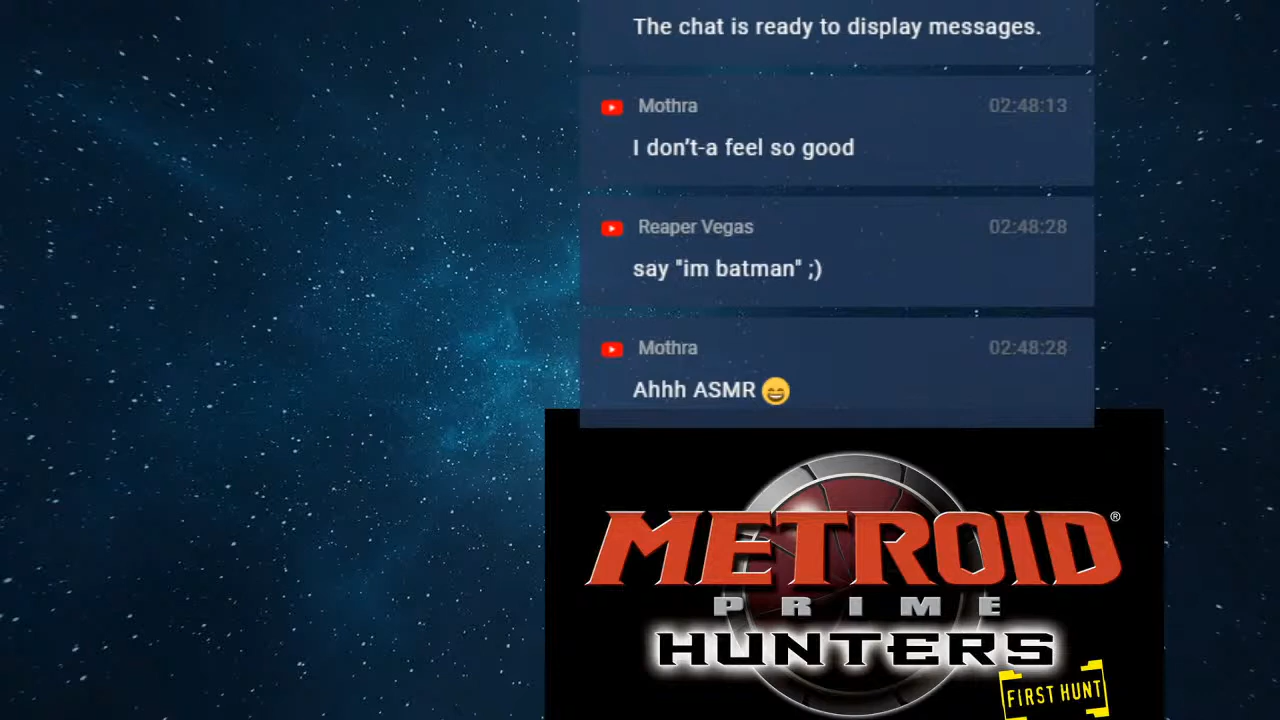 The chat is ready to display messages.
Mothra 02:48:13
I don't-a feel so good
Reaper Vegas 02:48:28
say "im batman" ;)
Mothra 02:48:28
Ahhh ASMR 😄
METROID®
PRIME
HUNTERS
FIRST HUNT